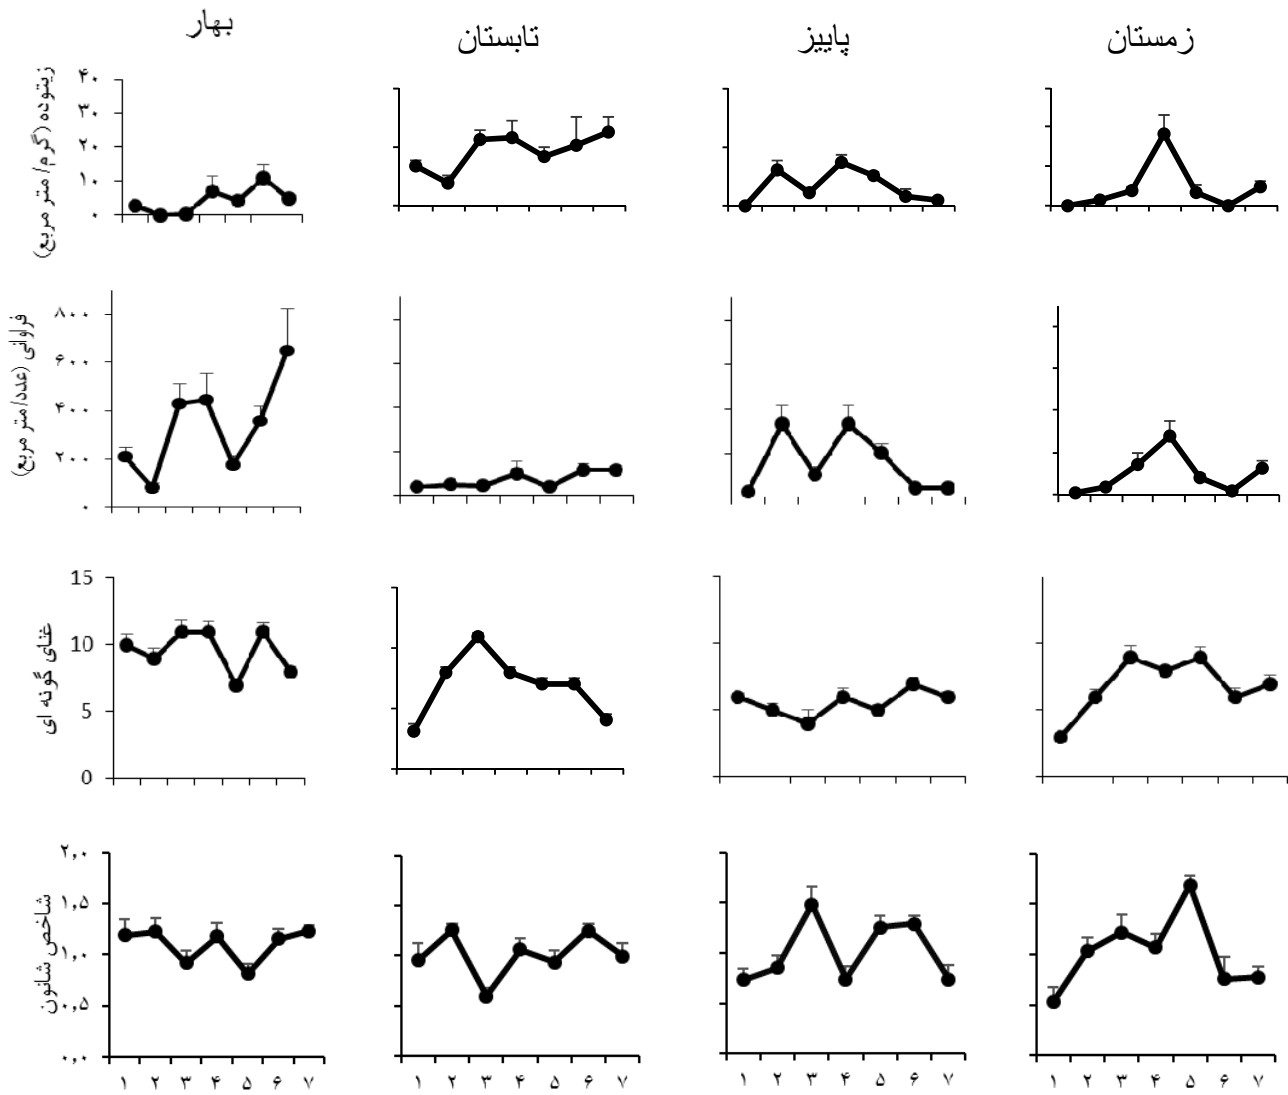 بهار
تابستان
پاییز
زمستان
زیتوده (گرم/ متر مربع)
۴۰
۳۰
۲۰
۱۰
۰
فراوانی (عدد/متر مربع)
۸۰۰
۶۰۰
۴۰۰
۲۰۰
۰
غنای گونه ای
15
10
5
0
شاخص شانون
۲٫۰
۱٫۵
۱٫۰
۰٫۵
۰٫۰
۱ ۲ ۳ ۴ ۵ ۶ ۷
۱ ۲ ۳ ۴ ۵ ۶ ۷
۱ ۲ ۳ ۴ ۵ ۶ ۷
۱ ۲ ۳ ۴ ۵ ۶ ۷